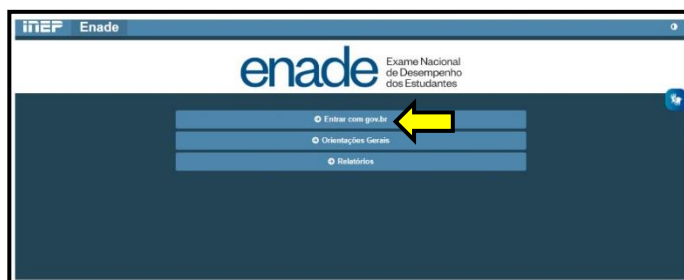 inep Enade
enade
Exame Nacional
de Desempenho
dos Estudantes
Entrar com gov.br
Orientações Gerais
Relatórios